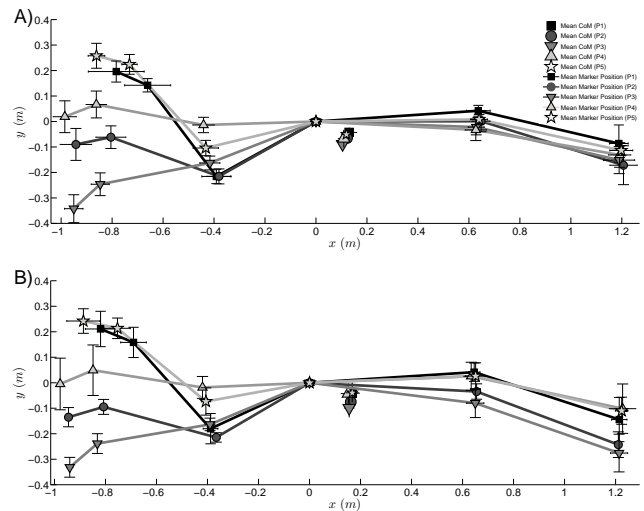 A)
0.4
0.3
0.2
0.1
0
−0.1
−0.2
−0.3
−0.4
y (m)
−1 −0.8 −0.6 −0.4 −0.2 0 0.2 0.4 0.6 0.8 1 1.2
x (m)
Mean CoM (P1)
Mean CoM (P2)
Mean CoM (P3)
Mean CoM (P4)
Mean CoM (P5)
Mean Marker Position (P1)
Mean Marker Position (P2)
Mean Marker Position (P3)
Mean Marker Position (P4)
Mean Marker Position (P5)
B)
0.4
0.3
0.2
0.1
0
−0.1
−0.2
−0.3
−0.4
y (m)
−1 −0.8 −0.6 −0.4 −0.2 0 0.2 0.4 0.6 0.8 1 1.2
x (m)